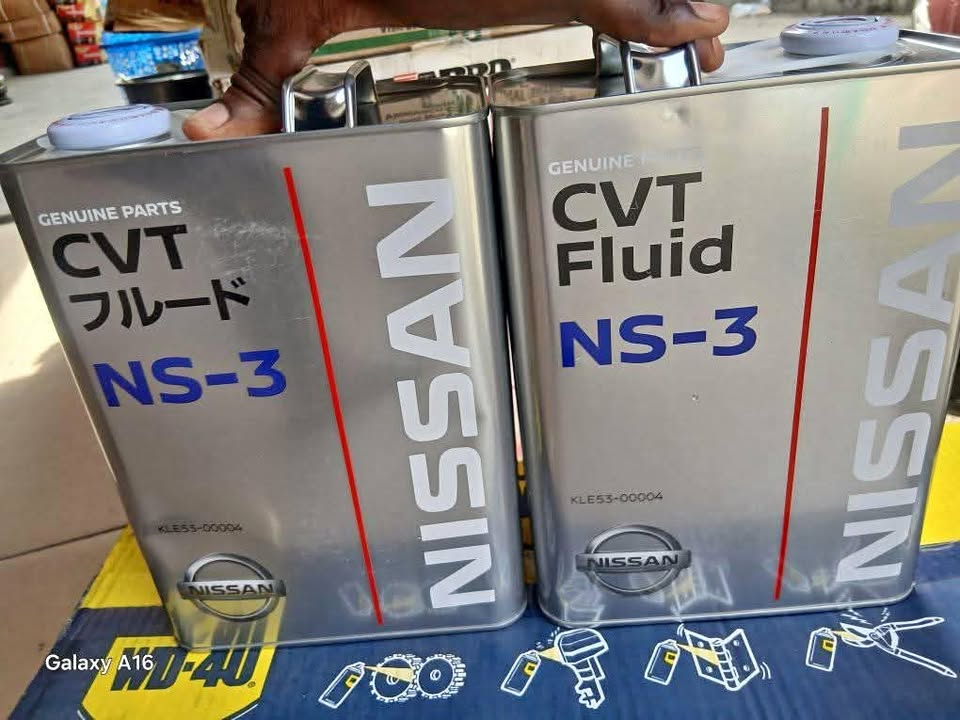 GENUINE PARTS
CVT
フルード
NS-3
NISSAN
KLE53-00004
NISSAN
GENUINE PARTS
CVT
Fluid
NS-3
NISSAN
KLE53-00004
NISSAN
WD-40
Galaxy A16